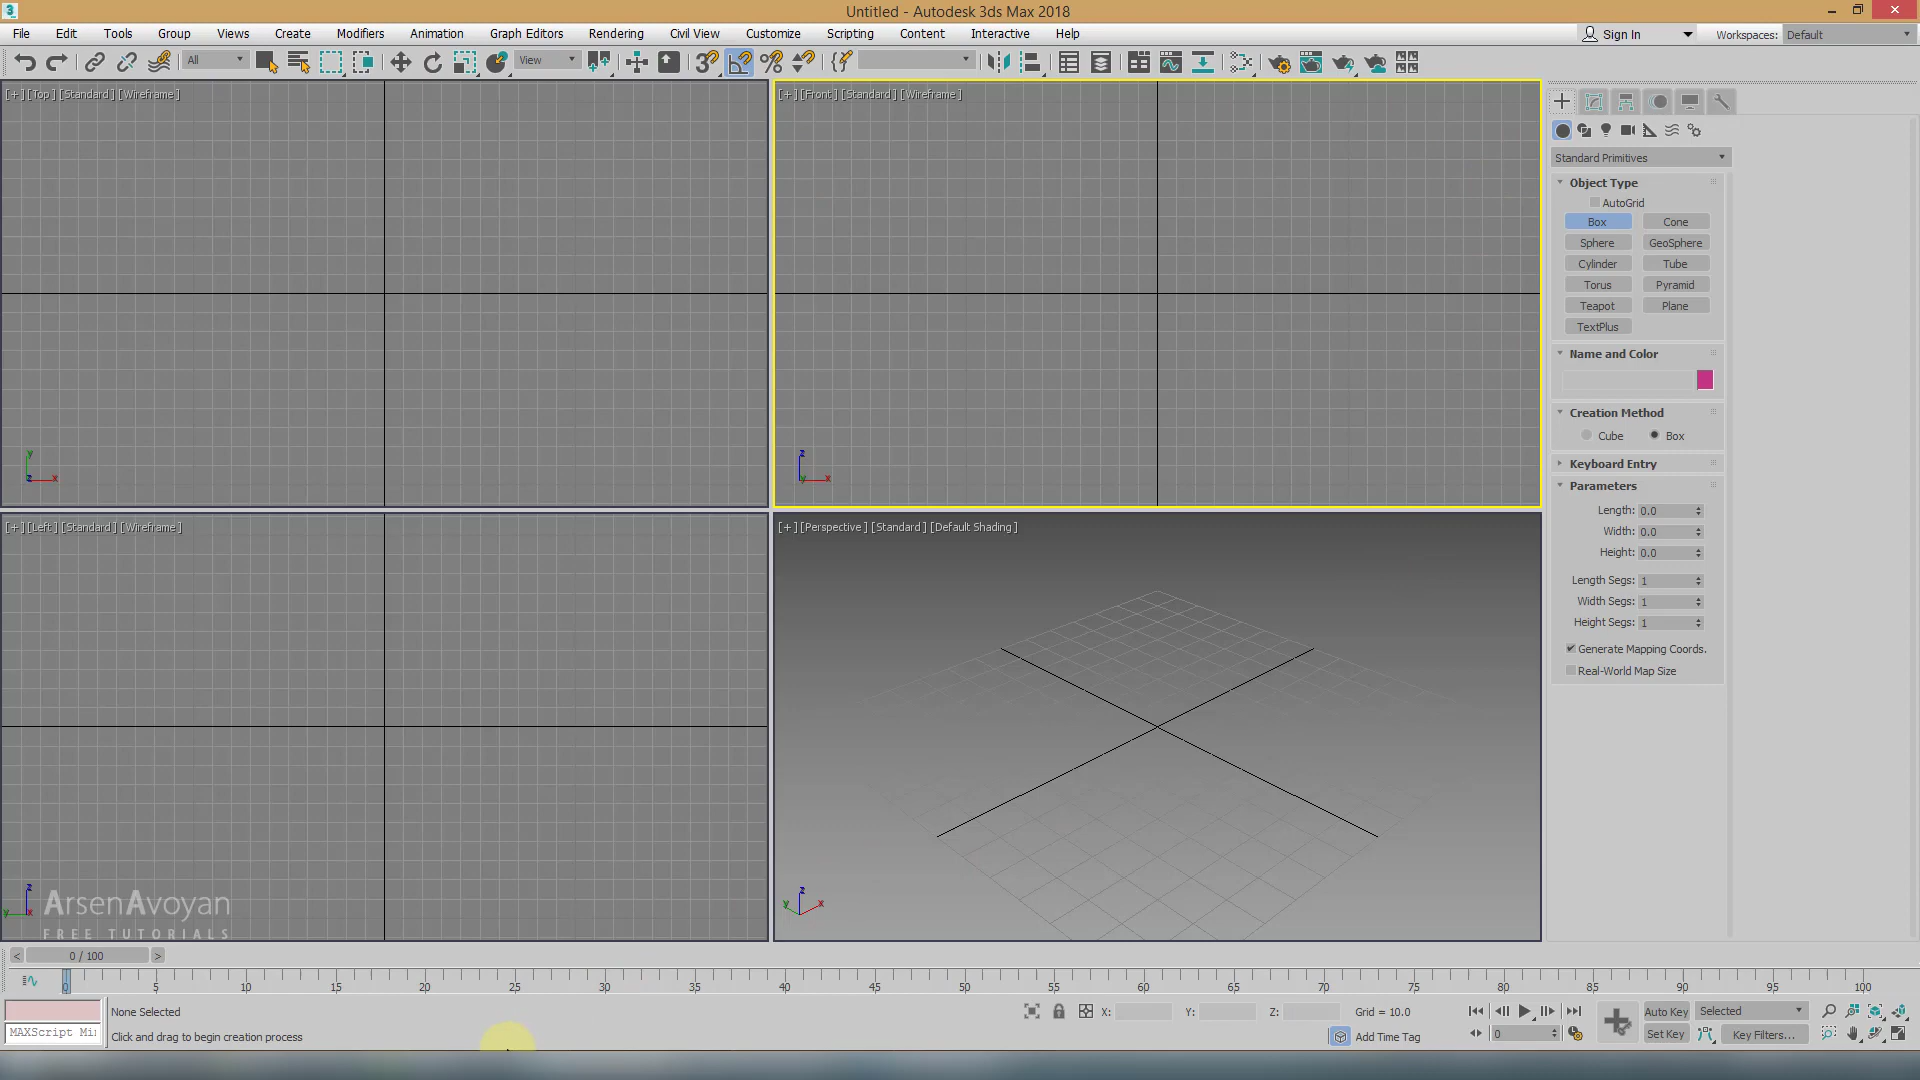 Untitled - Autodesk 3ds Max 2018
File Edit Tools Group Views Create Modifiers Animation Graph Editors Rendering Civil View Customize Scripting Content Interactive Help Sign In Workspaces: Default
All View
[+] [Top] [Standard] [Wireframe]
[+] [Front] [Standard] [Wireframe]
Standard Primitives
Object Type
AutoGrid
Box Cone
Sphere GeoSphere
Cylinder Tube
Torus Pyramid
Teapot Plane
TextPlus
Name and Color
Creation Method
Cube Box
Keyboard Entry
Parameters
Length: 0.0
Width: 0.0
Height: 0.0
Length Segs: 1
Width Segs: 1
Height Segs: 1
Generate Mapping Coords.
Real-World Map Size
y z x
z y x
[+] [Left] [Standard] [Wireframe]
[+] [Perspective] [Standard] [Default Shading]
z y x
z y x
ArsenAvoyan
FREE TUTORIALS
< 0 / 100 >
0 5 10 15 20 25 30 35 40 45 50 55 60 65 70 75 80 85 90 95 100
None Selected X: Y: Z: Grid = 10.0 Auto Key Selected
MAXScript Mi Click and drag to begin creation process Add Time Tag 0 Set Key Key Filters...